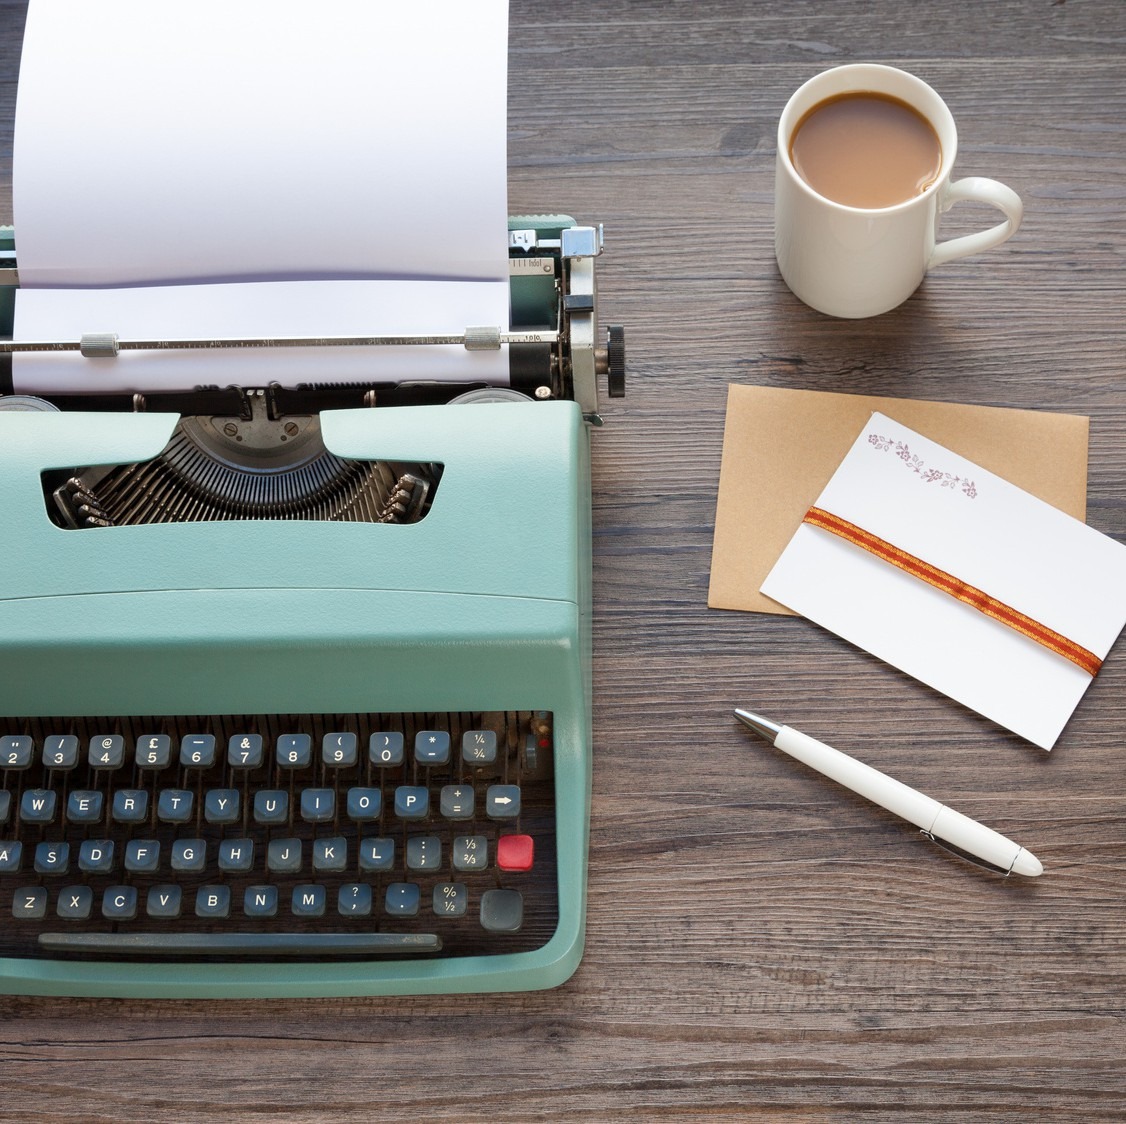 " / @ £ — & ' ( ) * ¼
2 3 4 5 6 7 8 9 0 - ¾
W E R T Y U I O P + =
A S D F G H J K L : ; ⅓ ⅔
Z X C V B N M ? , : . % ½